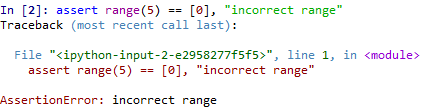 In [2]: assert range(5) == [0], "incorrect range"
Traceback (most recent call last):
File "<ipython-input-2-e2958277f5f5>", line 1, in <module>
assert range(5) == [0], "incorrect range"
AssertionError: incorrect range